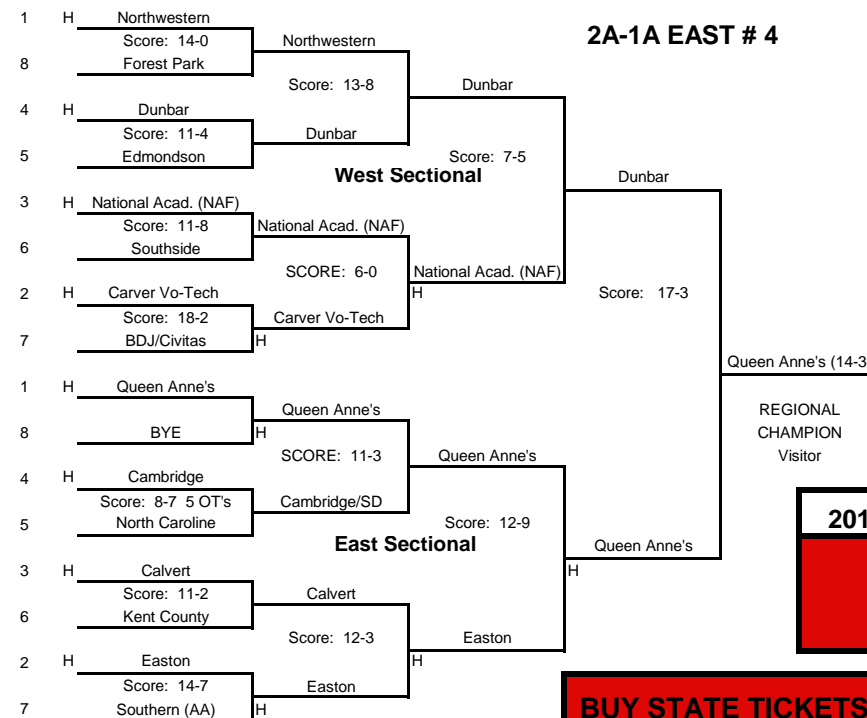 2A-1A EAST # 4
1 H Northwestern
Score: 14-0
8 Forest Park
Northwestern
Score: 13-8
4 H Dunbar
Score: 11-4
5 Edmondson
Dunbar
Dunbar
West Sectional
Score: 7-5
3 H National Acad. (NAF)
Score: 11-8
6 Southside
National Acad. (NAF)
SCORE: 6-0
National Acad. (NAF)
H
2 H Carver Vo-Tech
Score: 18-2
7 BDJ/Civitas
Carver Vo-Tech
H
Dunbar
Score: 17-3
1 H Queen Anne's
8 BYE
Queen Anne's
H
SCORE: 11-3
4 H Cambridge
Score: 8-7 5 OT's
5 North Caroline
Cambridge/SD
Queen Anne's
East Sectional
Score: 12-9
3 H Calvert
Score: 11-2
6 Kent County
Calvert
Score: 12-3
2 H Easton
Score: 14-7
7 Southern (AA)
Easton
H
Easton
H
Queen Anne's
H
Queen Anne's (14-3
REGIONAL
CHAMPION
Visitor
201
BUY STATE TICKETS